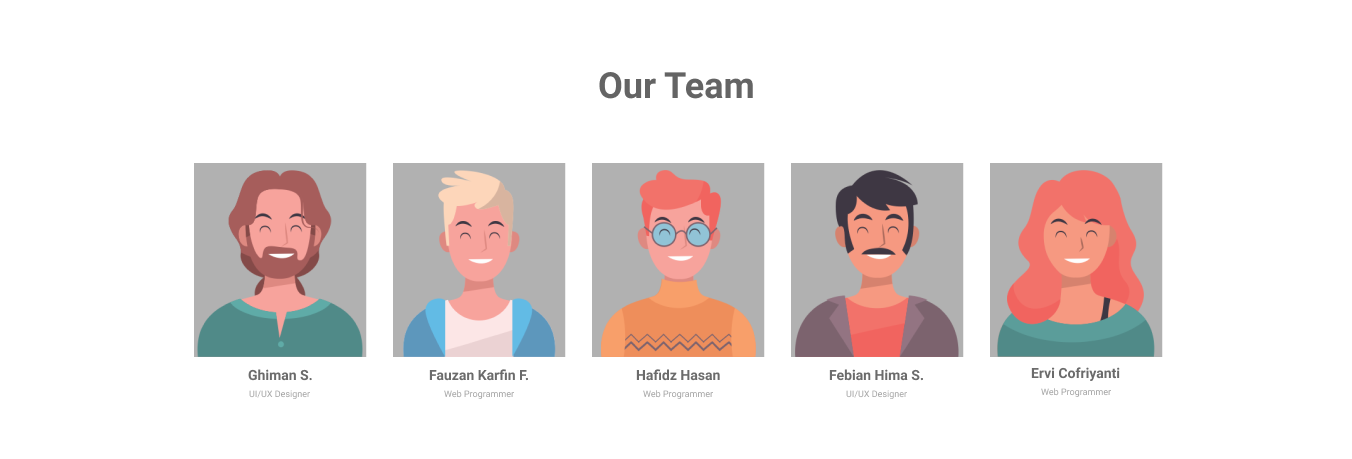 Our Team
Ghiman S.
UI/UX Designer
Fauzan Karfin F.
Web Programmer
Hafidz Hasan
Web Programmer
Febian Hima S.
UI/UX Designer
Ervi Cofriyanti
Web Programmer